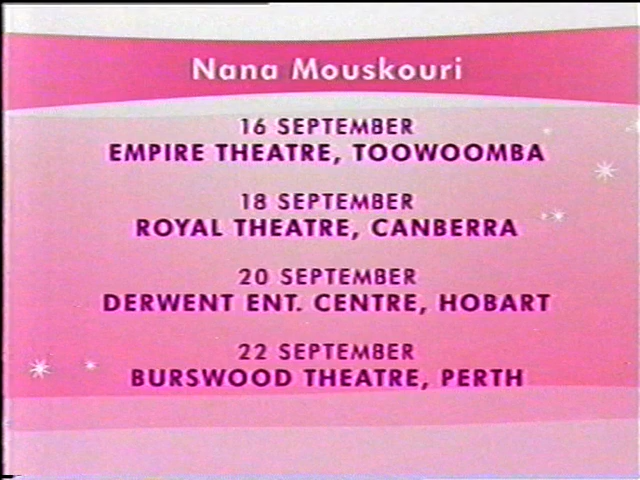 Nana Mouskouri
16 SEPTEMBER
EMPIRE THEATRE, TOOWOOMBA
18 SEPTEMBER
ROYAL THEATRE, CANBERRA
20 SEPTEMBER
DERWENT ENT. CENTRE, HOBART
22 SEPTEMBER
BURSWOOD THEATRE, PERTH